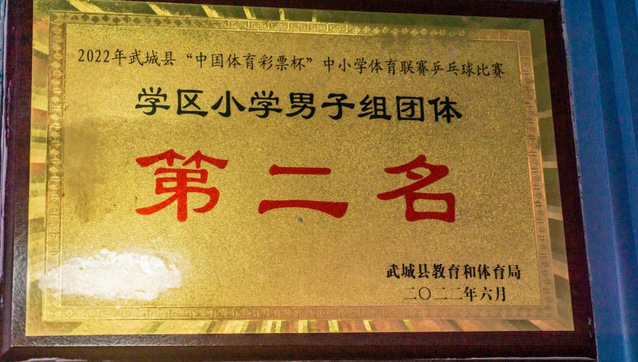 2022年武城县“中国体育彩票杯”中小学体育联赛乒乓球比赛
学区小学男子组团体
第二名
武城县教育和体育局
二〇二二年六月